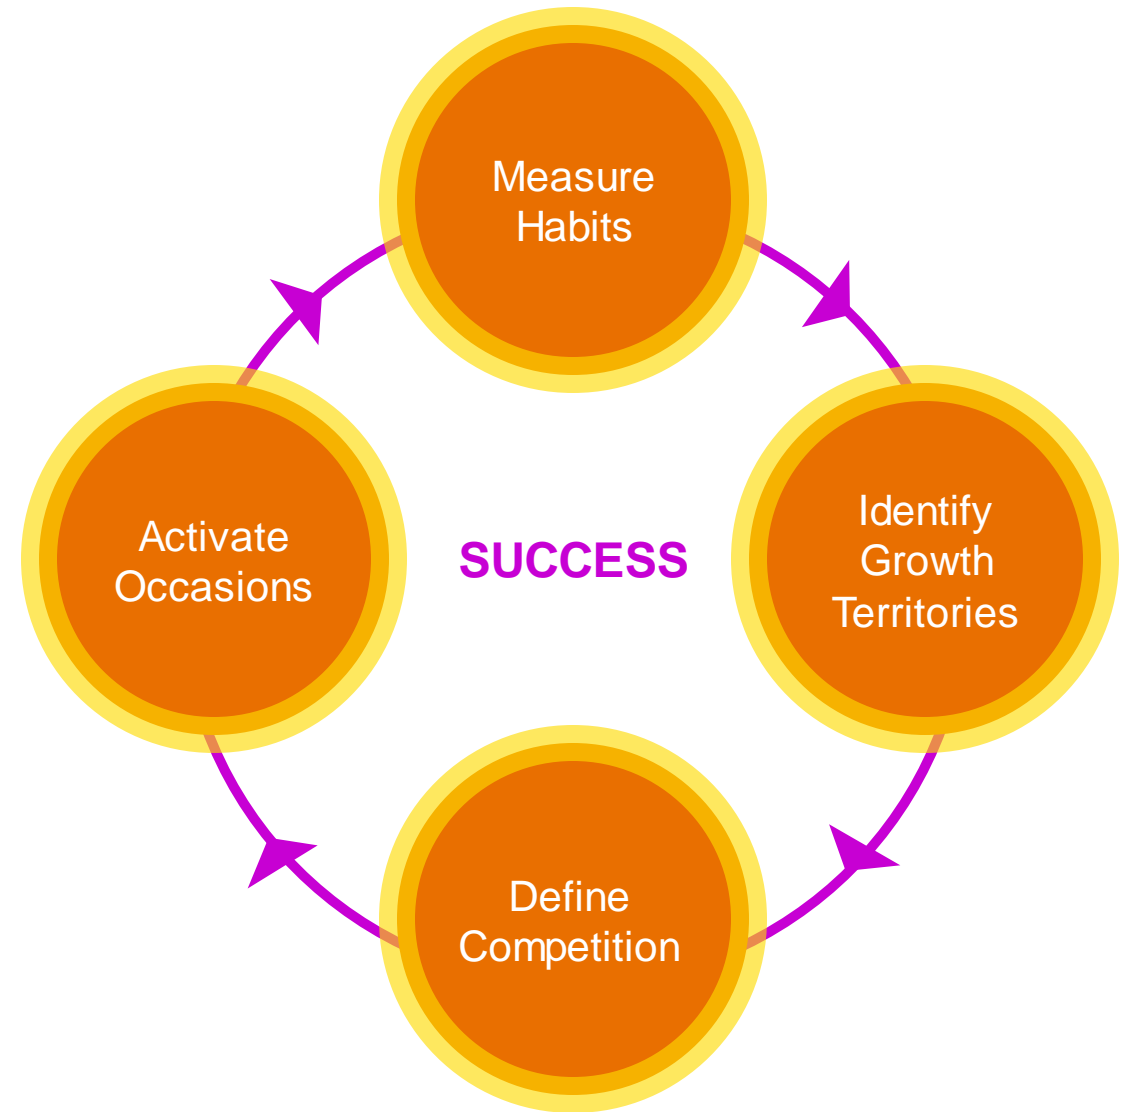 Measure
Habits
Identify
Growth
Territories
Activate
Occasions
SUCCESS
Define
Competition